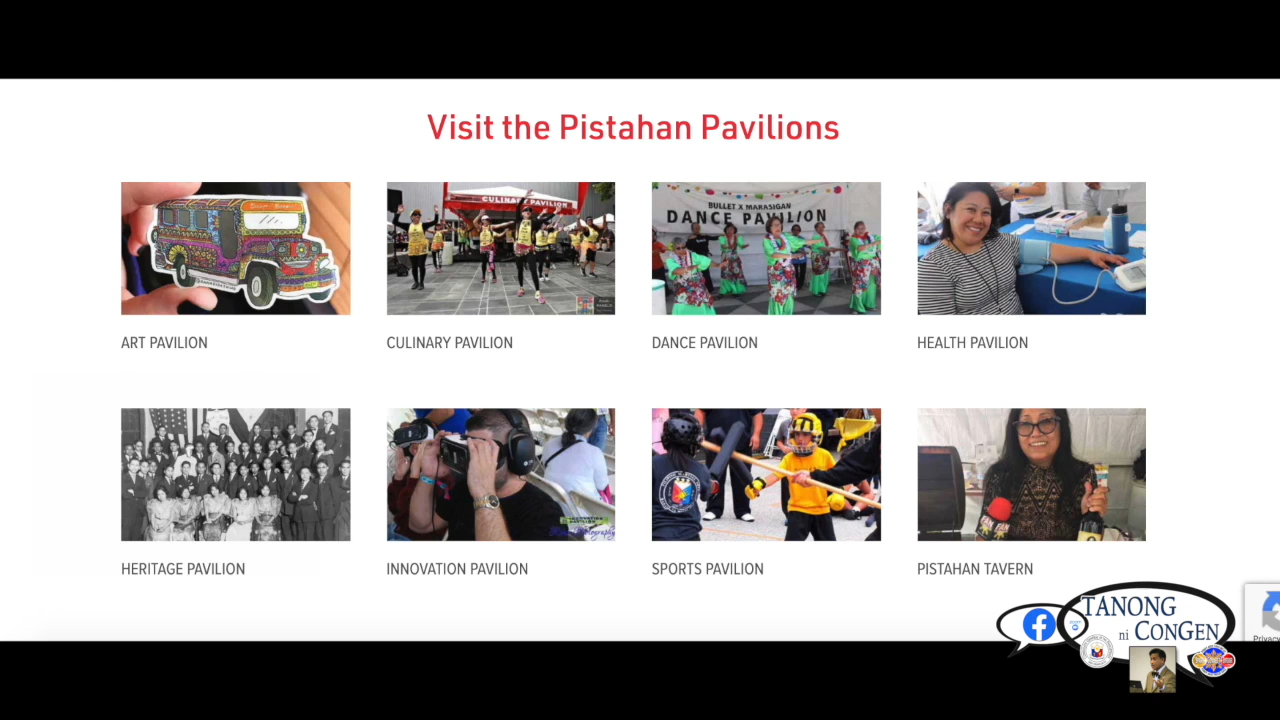 Visit the Pistahan Pavilions
CULINARY PAVILION
BULLET X MARASIGAN
DANCE PAVILION
ART PAVILION
CULINARY PAVILION
DANCE PAVILION
HEALTH PAVILION
HERITAGE PAVILION
INNOVATION PAVILION
SPORTS PAVILION
PISTAHAN TAVERN
TANONG
ni CONGEN
Privacy